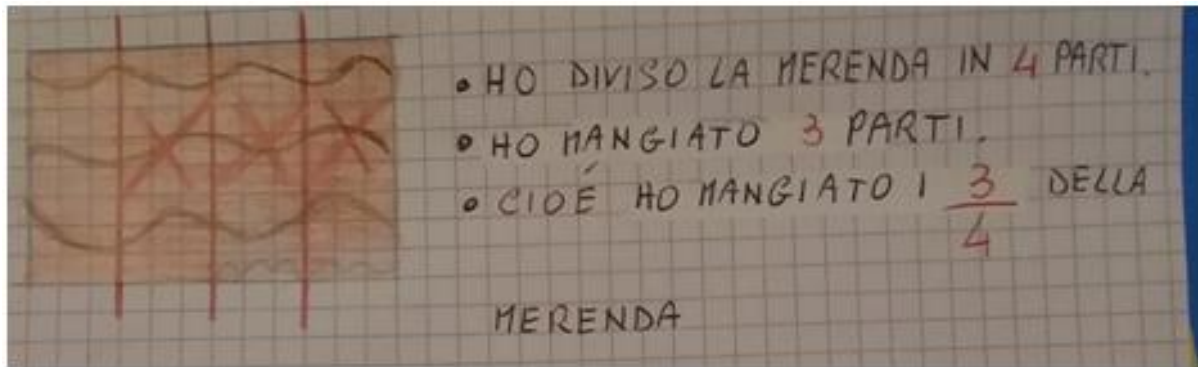 • HO DIVISO LA MERENDA IN 4 PARTI.
• HO MANGIATO 3 PARTI.
• CIOÉ HO MANGIATO I 3/4 DELLA
MERENDA